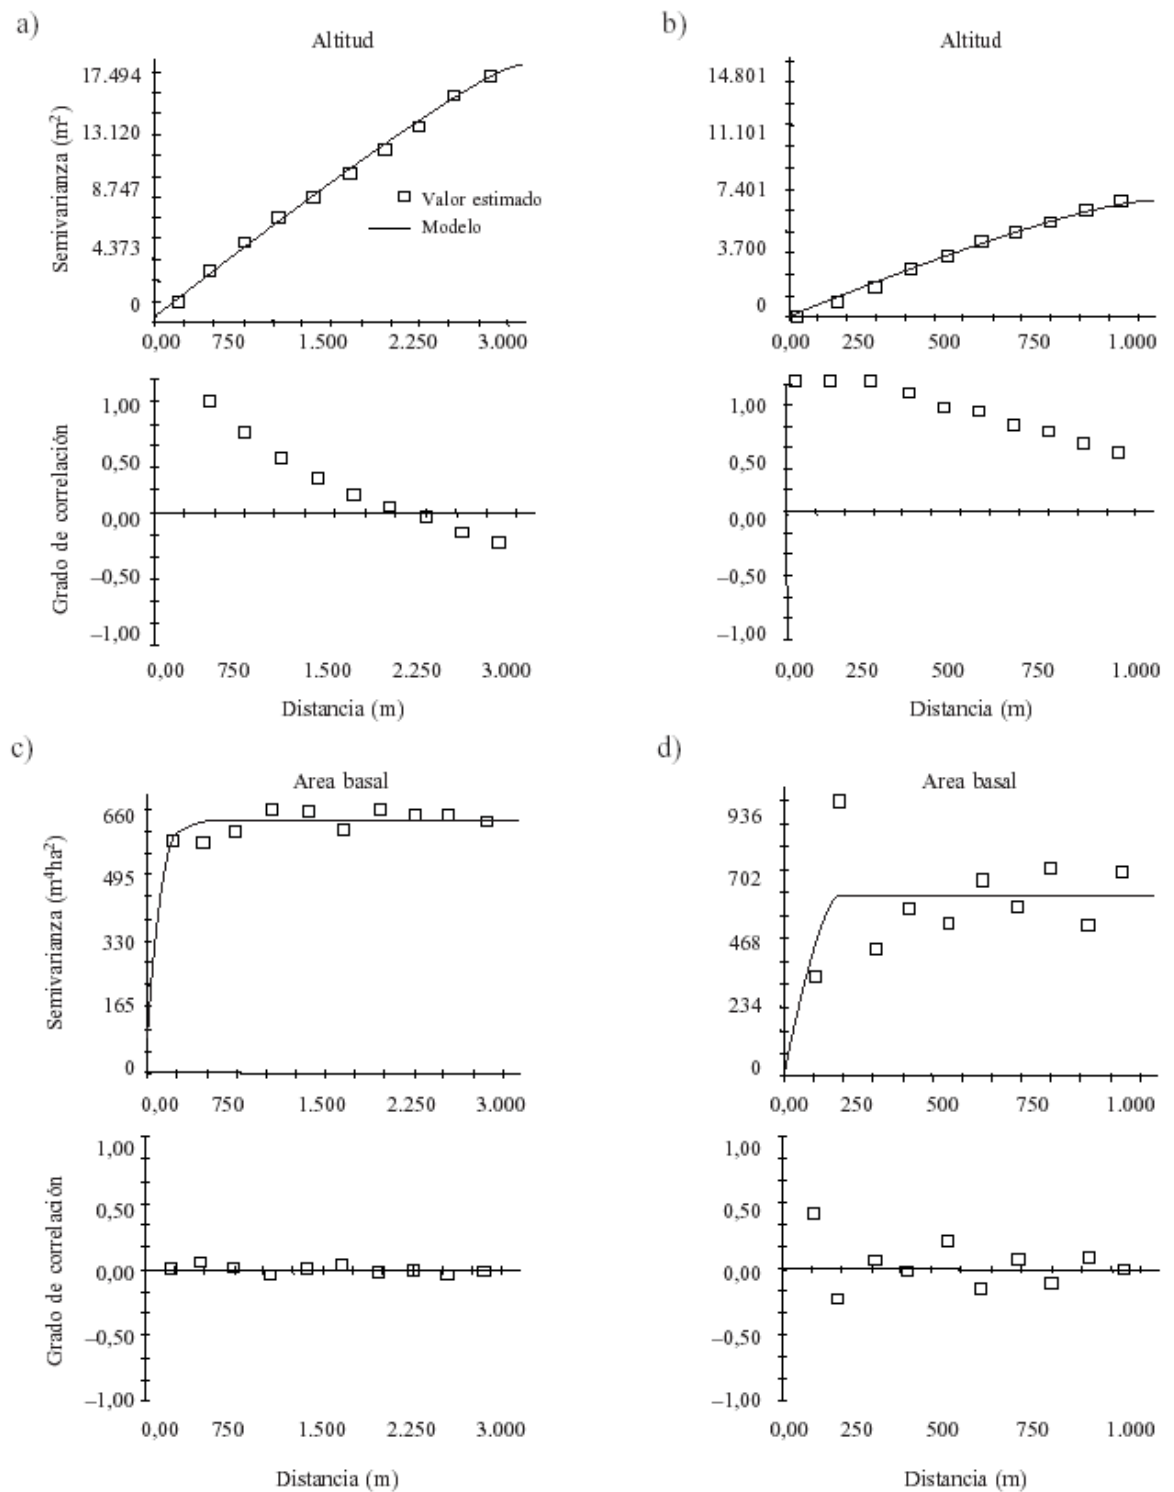 a)
Altitud
Semivarianza (m²)
17.494
13.120
8.747
4.373
0
Valor estimado
Modelo
0,00 750 1.500 2.250 3.000
Grado de correlación
1,00
0,50
0,00
–0,50
–1,00
0,00 750 1.500 2.250 3.000
Distancia (m)
b)
Altitud
14.801
11.101
7.401
3.700
0
0,00 250 500 750 1.000
1,00
0,50
0,00
–0,50
–1,00
0,00 250 500 750 1.000
Distancia (m)
c)
Area basal
Semivarianza (m⁴ha²)
660
495
330
165
0
0,00 750 1.500 2.250 3.000
Grado de correlación
1,00
0,50
0,00
–0,50
–1,00
0,00 750 1.500 2.250 3.000
Distancia (m)
d)
Area basal
936
702
468
234
0
0,00 250 500 750 1.000
1,00
0,50
0,00
–0,50
–1,00
0,00 250 500 750 1.000
Distancia (m)